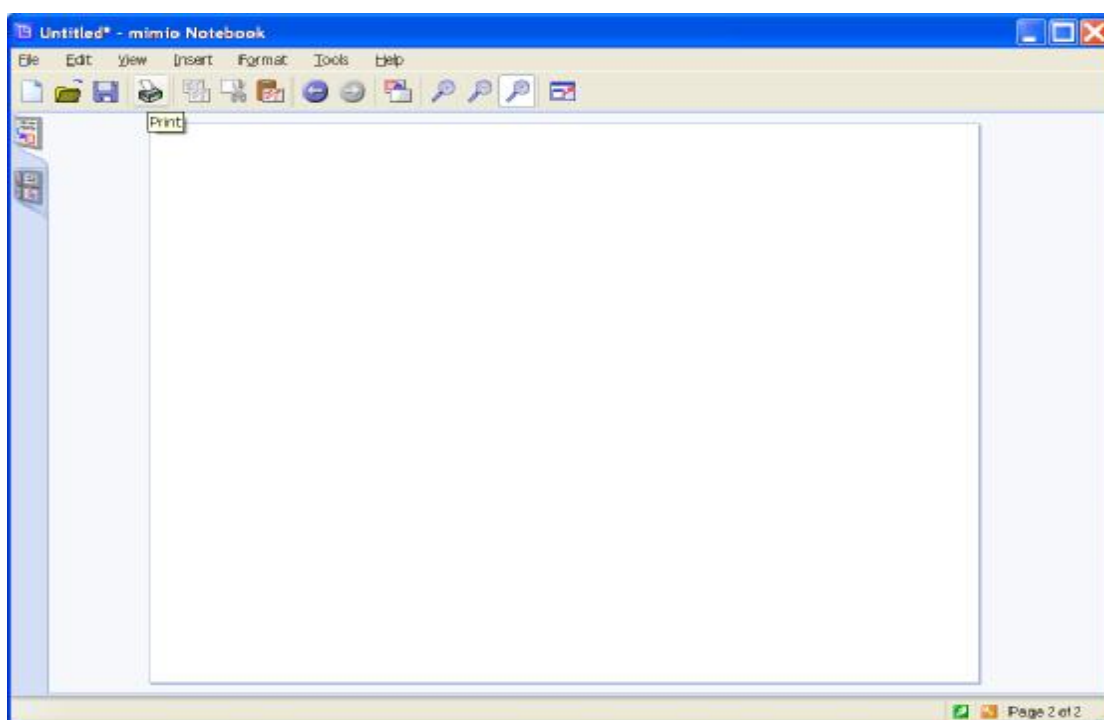 Untitled* - mimio Notebook
File Edit View Insert Format Tools Help
Print
Page 2 of 2